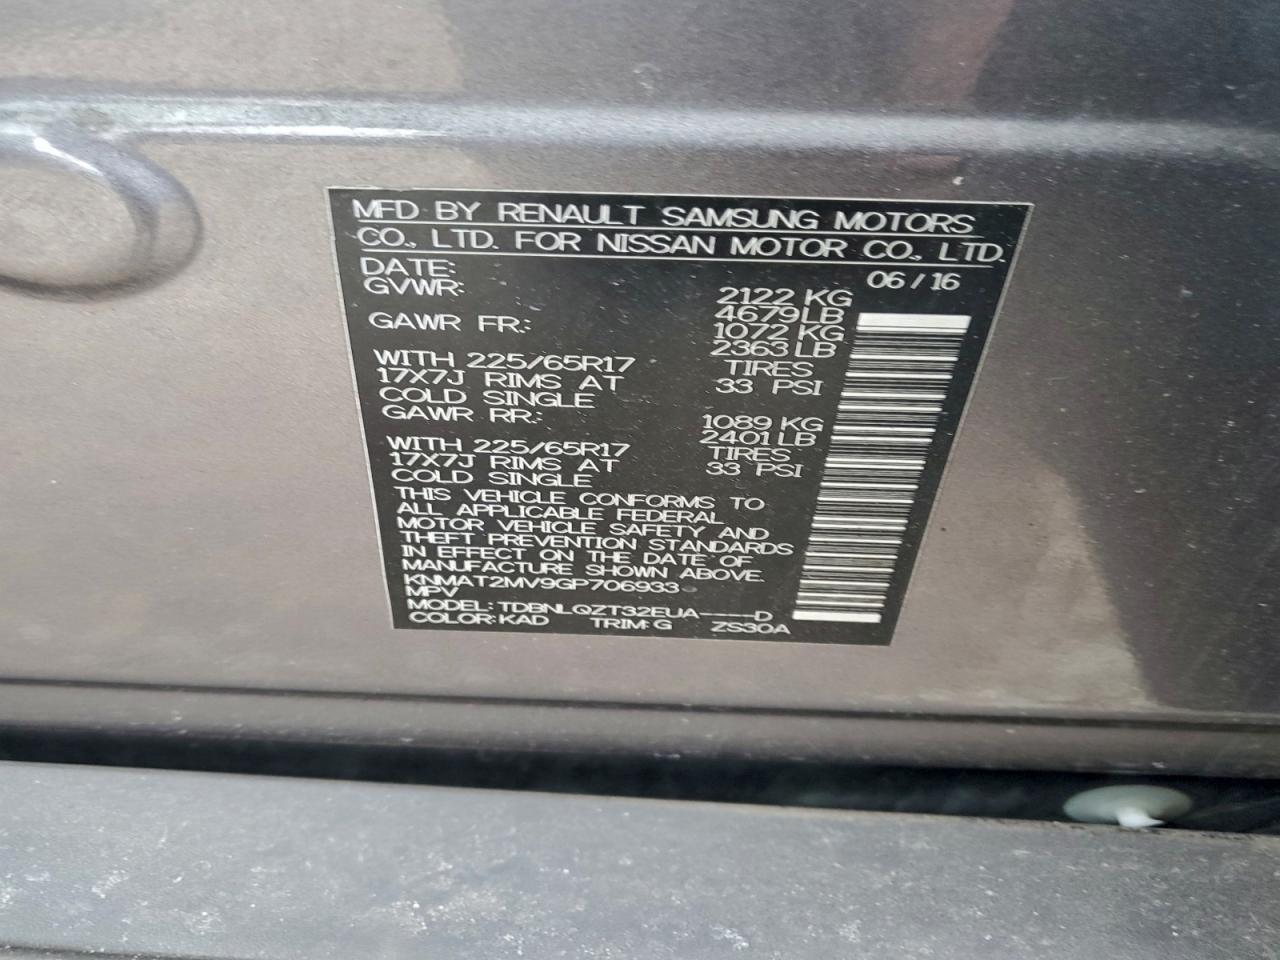 MFD BY RENAULT SAMSUNG MOTORS
CO., LTD. FOR NISSAN MOTOR CO., LTD.
DATE: 06/16
GVWR: 2122 KG
4679LB
GAWR FR.: 1072 KG
2363LB
WITH 225/65R17 TIRES
17X7J RIMS AT 33 PSI
COLD SINGLE
GAWR RR.: 1089 KG
2401LB
WITH 225/65R17 TIRES
17X7J RIMS AT 33 PSI
COLD SINGLE
THIS VEHICLE CONFORMS TO
ALL APPLICABLE FEDERAL
MOTOR VEHICLE SAFETY AND
THEFT PREVENTION STANDARDS
IN EFFECT ON THE DATE OF
MANUFACTURE SHOWN ABOVE.
KNMAT2MV9GP706933
MPV
MODEL:TDBNLQZT32EUA----D
COLOR:KAD TRIM:G ZS30A